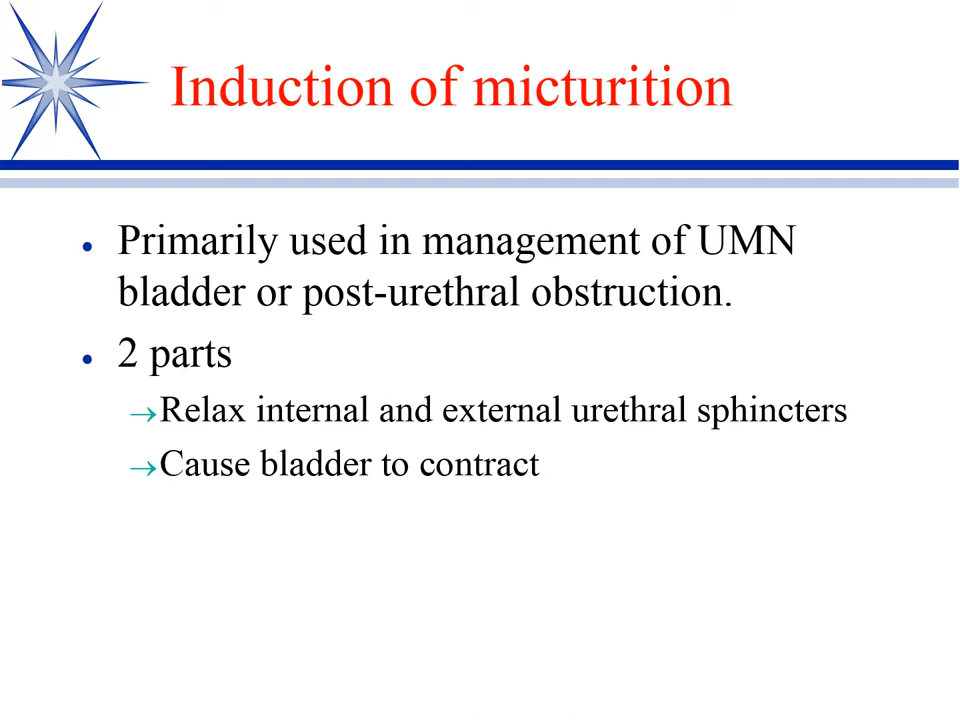 Induction of micturition
• Primarily used in management of UMN
bladder or post-urethral obstruction.
• 2 parts
→Relax internal and external urethral sphincters
→Cause bladder to contract